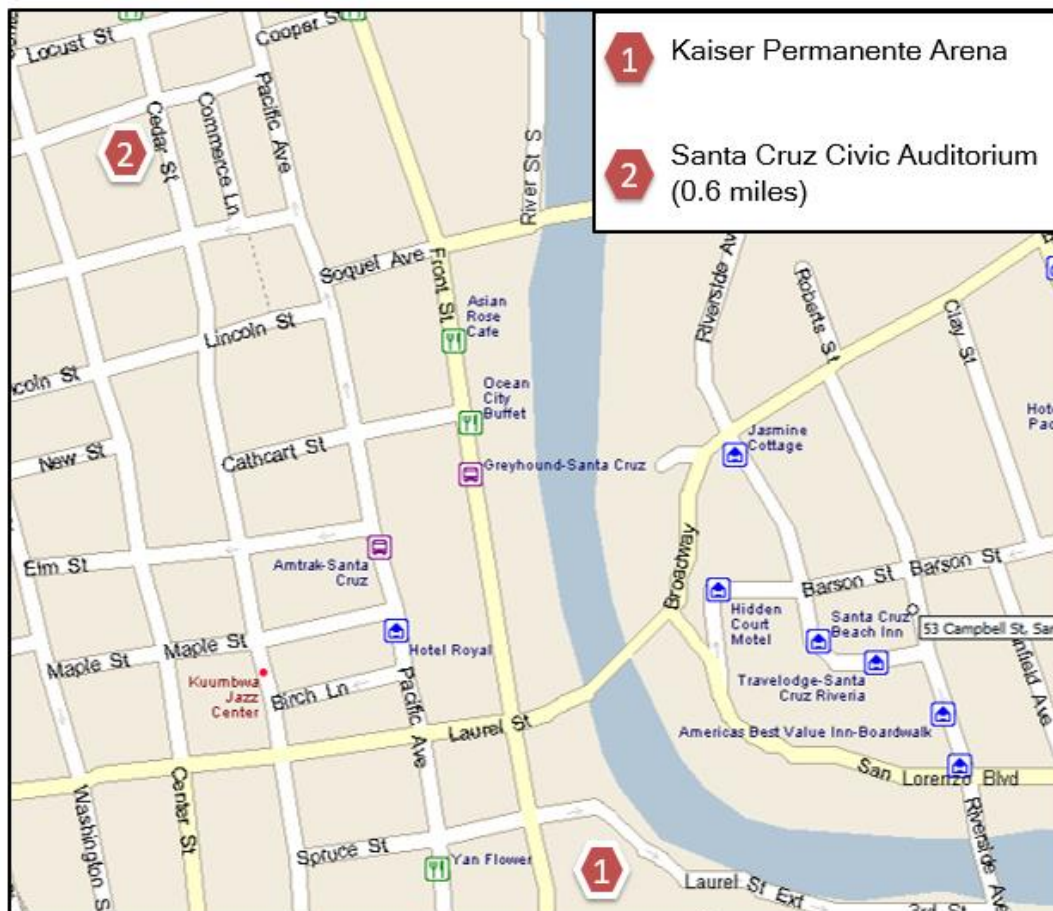 Locust St
Cooper St
1 Kaiser Permanente Arena
2 Santa Cruz Civic Auditorium
(0.6 miles)
2
Cedar St
Commerce Ln
Pacific Ave
River St S
Soquel Ave
Front St
Riverside Av
Roberts St
Clay St
Lincoln St
Asian
Rose
Cafe
coln St
Ocean
City
Buffet
Hote
Pac
Jasmine
Cottage
New St
Cathcart St
Greyhound-Santa Cruz
Broadway
Elm St
Amtrak-Santa
Cruz
Barson St
Barson St
Hidden
Court
Motel
Santa Cruz
Beach Inn
53 Campbell St, San
nfield Ave
Maple St
Maple St
Hotel Royal
Kuumbwa
Jazz
Center
Birch Ln
Pacific Ave
Travelodge-Santa
Cruz Riveria
Laurel St
Americas Best Value Inn-Boardwalk
San Lorenzo Blvd
Washington S
Center St
Riverside Ave
Spruce St
Yan Flower
1
Laurel St Ext
3rd St